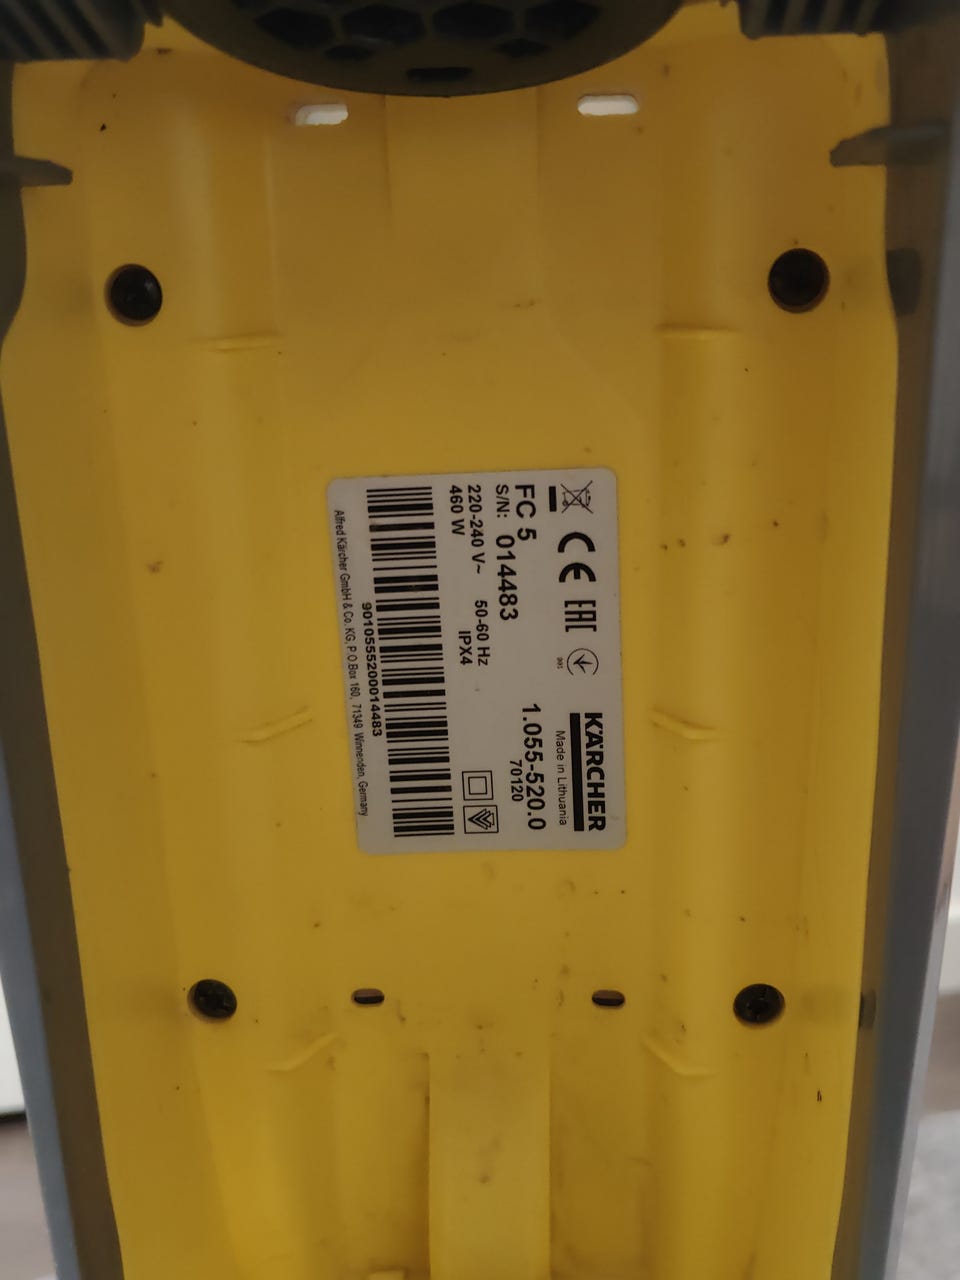 KÄRCHER
Made in Lithuania
CE EAC 001
FC 5 1.055-520.0
S/N: 014483 70120
220-240 V~ 50-60 Hz
460 W IPX4
9010555200014483
Alfred Kärcher GmbH & Co. KG, P.O.Box 160, 71349 Winnenden, Germany